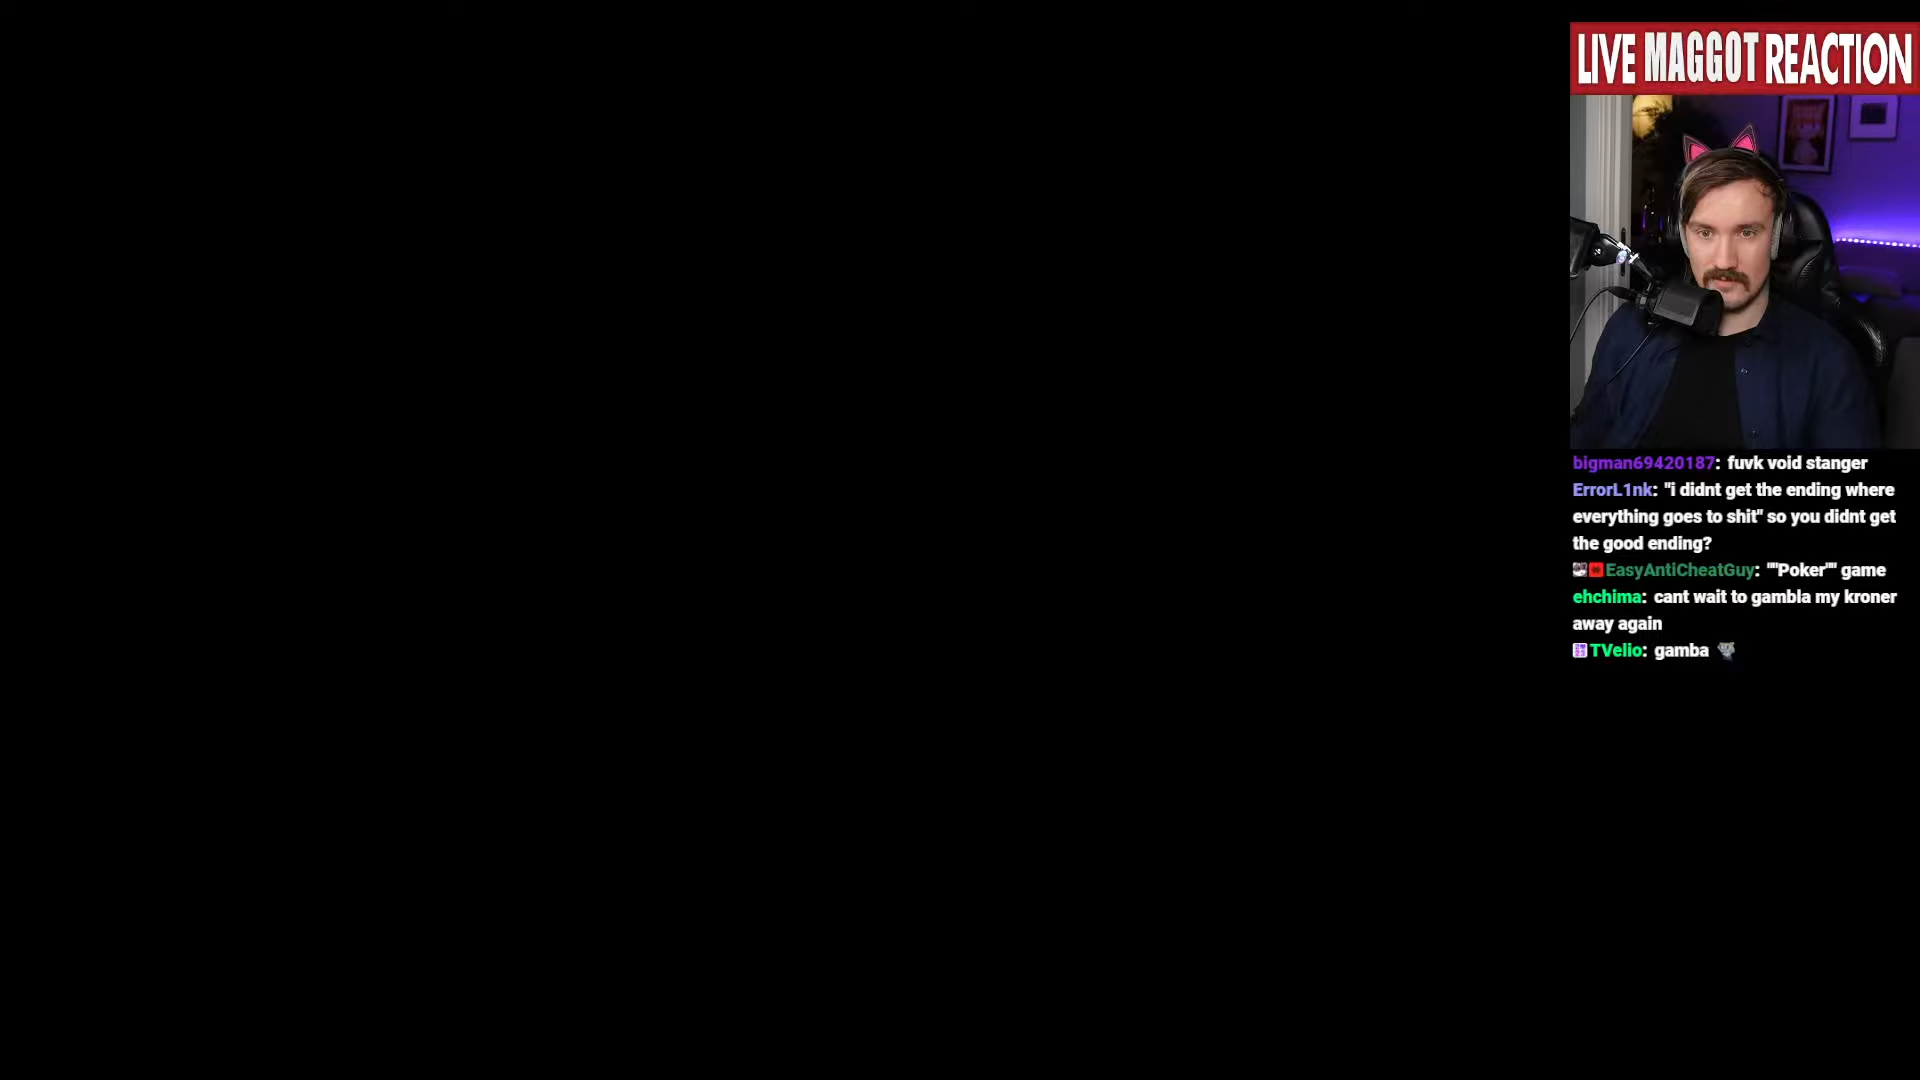 LIVE MAGGOT REACTION
bigman69420187: fuvk void stanger
ErrorL1nk: "i didnt get the ending where
everything goes to shit" so you didnt get
the good ending?
EasyAntiCheatGuy: ""Poker"" game
ehchima: cant wait to gambla my kroner
away again
TVelio: gamba